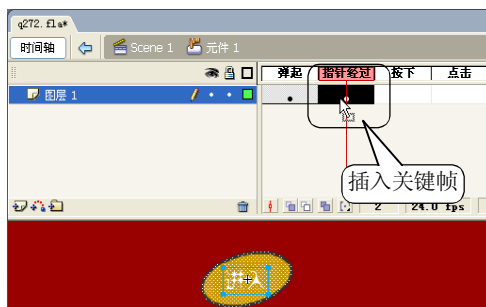 q272.fla*
时间轴 Scene 1 元件 1
弹起 指针经过 按下 点击
图层 1
插入关键帧
2 24.0 fps
进入